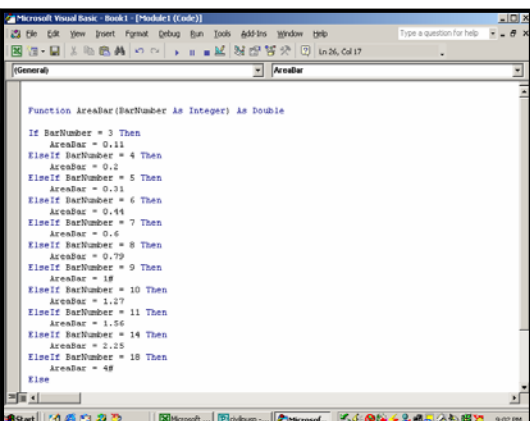 Microsoft Visual Basic - Book1 - [Module1 (Code)]
File Edit View Insert Format Debug Run Tools Add-Ins Window Help Type a question for help
Ln 26, Col 17
(General) AreaBar
Function AreaBar(BarNumber As Integer) As Double
If BarNumber = 3 Then
AreaBar = 0.11
ElseIf BarNumber = 4 Then
AreaBar = 0.2
ElseIf BarNumber = 5 Then
AreaBar = 0.31
ElseIf BarNumber = 6 Then
AreaBar = 0.44
ElseIf BarNumber = 7 Then
AreaBar = 0.6
ElseIf BarNumber = 8 Then
AreaBar = 0.79
ElseIf BarNumber = 9 Then
AreaBar = 1#
ElseIf BarNumber = 10 Then
AreaBar = 1.27
ElseIf BarNumber = 11 Then
AreaBar = 1.56
ElseIf BarNumber = 14 Then
AreaBar = 2.25
ElseIf BarNumber = 18 Then
AreaBar = 4#
Else
Start Microsoft ... Microsof... 9:02 PM